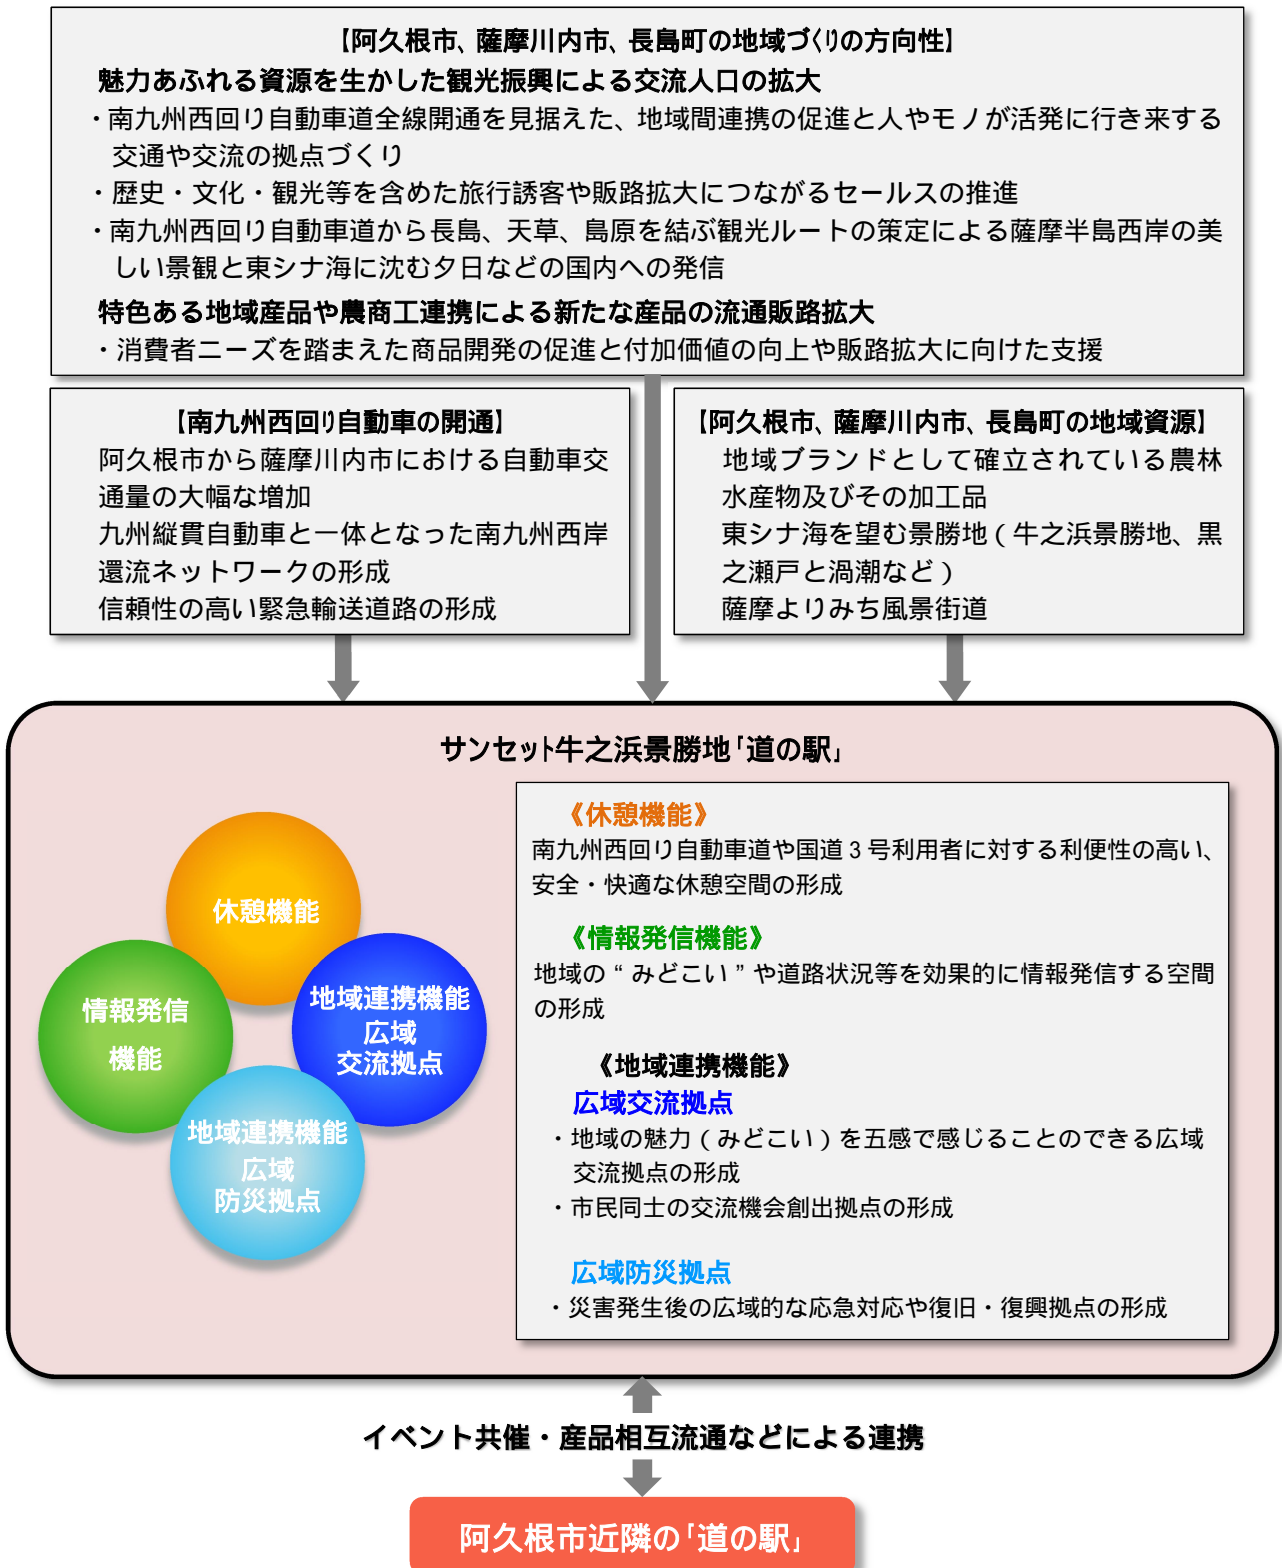 【阿久根市、薩摩川内市、長島町の地域づくりの方向性】
魅力あふれる資源を生かした観光振興による交流人口の拡大
・南九州西回り自動車道全線開通を見据えた、地域間連携の促進と人やモノが活発に行き来する
交通や交流の拠点づくり
・歴史・文化・観光等を含めた旅行誘客や販路拡大につながるセールスの推進
・南九州西回り自動車道から長島、天草、島原を結ぶ観光ルートの策定による薩摩半島西岸の美
しい景観と東シナ海に沈む夕日などの国内への発信
特色ある地域産品や農商工連携による新たな産品の流通販路拡大
・消費者ニーズを踏まえた商品開発の促進と付加価値の向上や販路拡大に向けた支援
【南九州西回り自動車の開通】
阿久根市から薩摩川内市における自動車交
通量の大幅な増加
九州縦貫自動車と一体となった南九州西岸
還流ネットワークの形成
信頼性の高い緊急輸送道路の形成
【阿久根市、薩摩川内市、長島町の地域資源】
地域ブランドとして確立されている農林
水産物及びその加工品
東シナ海を望む景勝地（牛之浜景勝地、黒
之瀬戸と渦潮など）
薩摩よりみち風景街道
サンセット牛之浜景勝地「道の駅」
休憩機能
情報発信
機能
地域連携機能
広域
交流拠点
地域連携機能
広域
防災拠点
《休憩機能》
南九州西回り自動車道や国道３号利用者に対する利便性の高い、
安全・快適な休憩空間の形成
《情報発信機能》
地域の“みどこい”や道路状況等を効果的に情報発信する空間
の形成
《地域連携機能》
広域交流拠点
・地域の魅力（みどこい）を五感で感じることのできる広域
交流拠点の形成
・市民同士の交流機会創出拠点の形成
広域防災拠点
・災害発生後の広域的な応急対応や復旧・復興拠点の形成
イベント共催・産品相互流通などによる連携
阿久根市近隣の「道の駅」